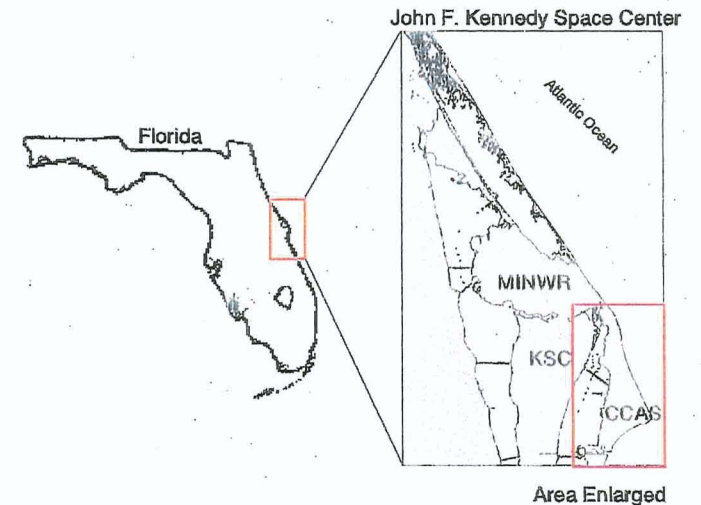 John F. Kennedy Space Center
Florida
Atlantic Ocean
MINWR
KSC
CCAS
Area Enlarged